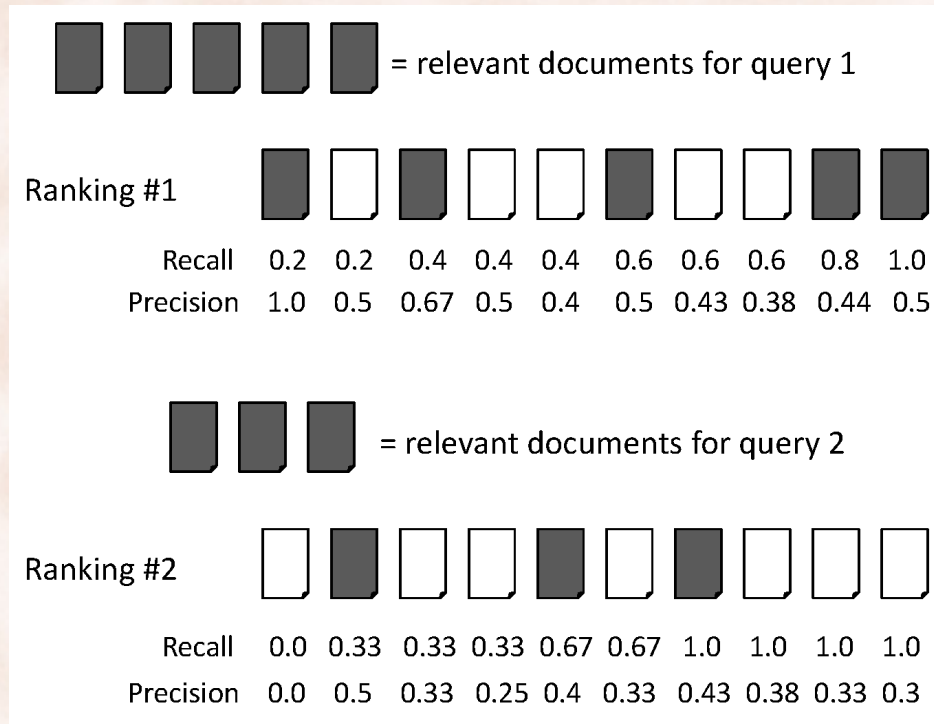 = relevant documents for query 1
Ranking #1
Recall 0.2 0.2 0.4 0.4 0.4 0.6 0.6 0.6 0.8 1.0
Precision 1.0 0.5 0.67 0.5 0.4 0.5 0.43 0.38 0.44 0.5
= relevant documents for query 2
Ranking #2
Recall 0.0 0.33 0.33 0.33 0.67 0.67 1.0 1.0 1.0 1.0
Precision 0.0 0.5 0.33 0.25 0.4 0.33 0.43 0.38 0.33 0.3